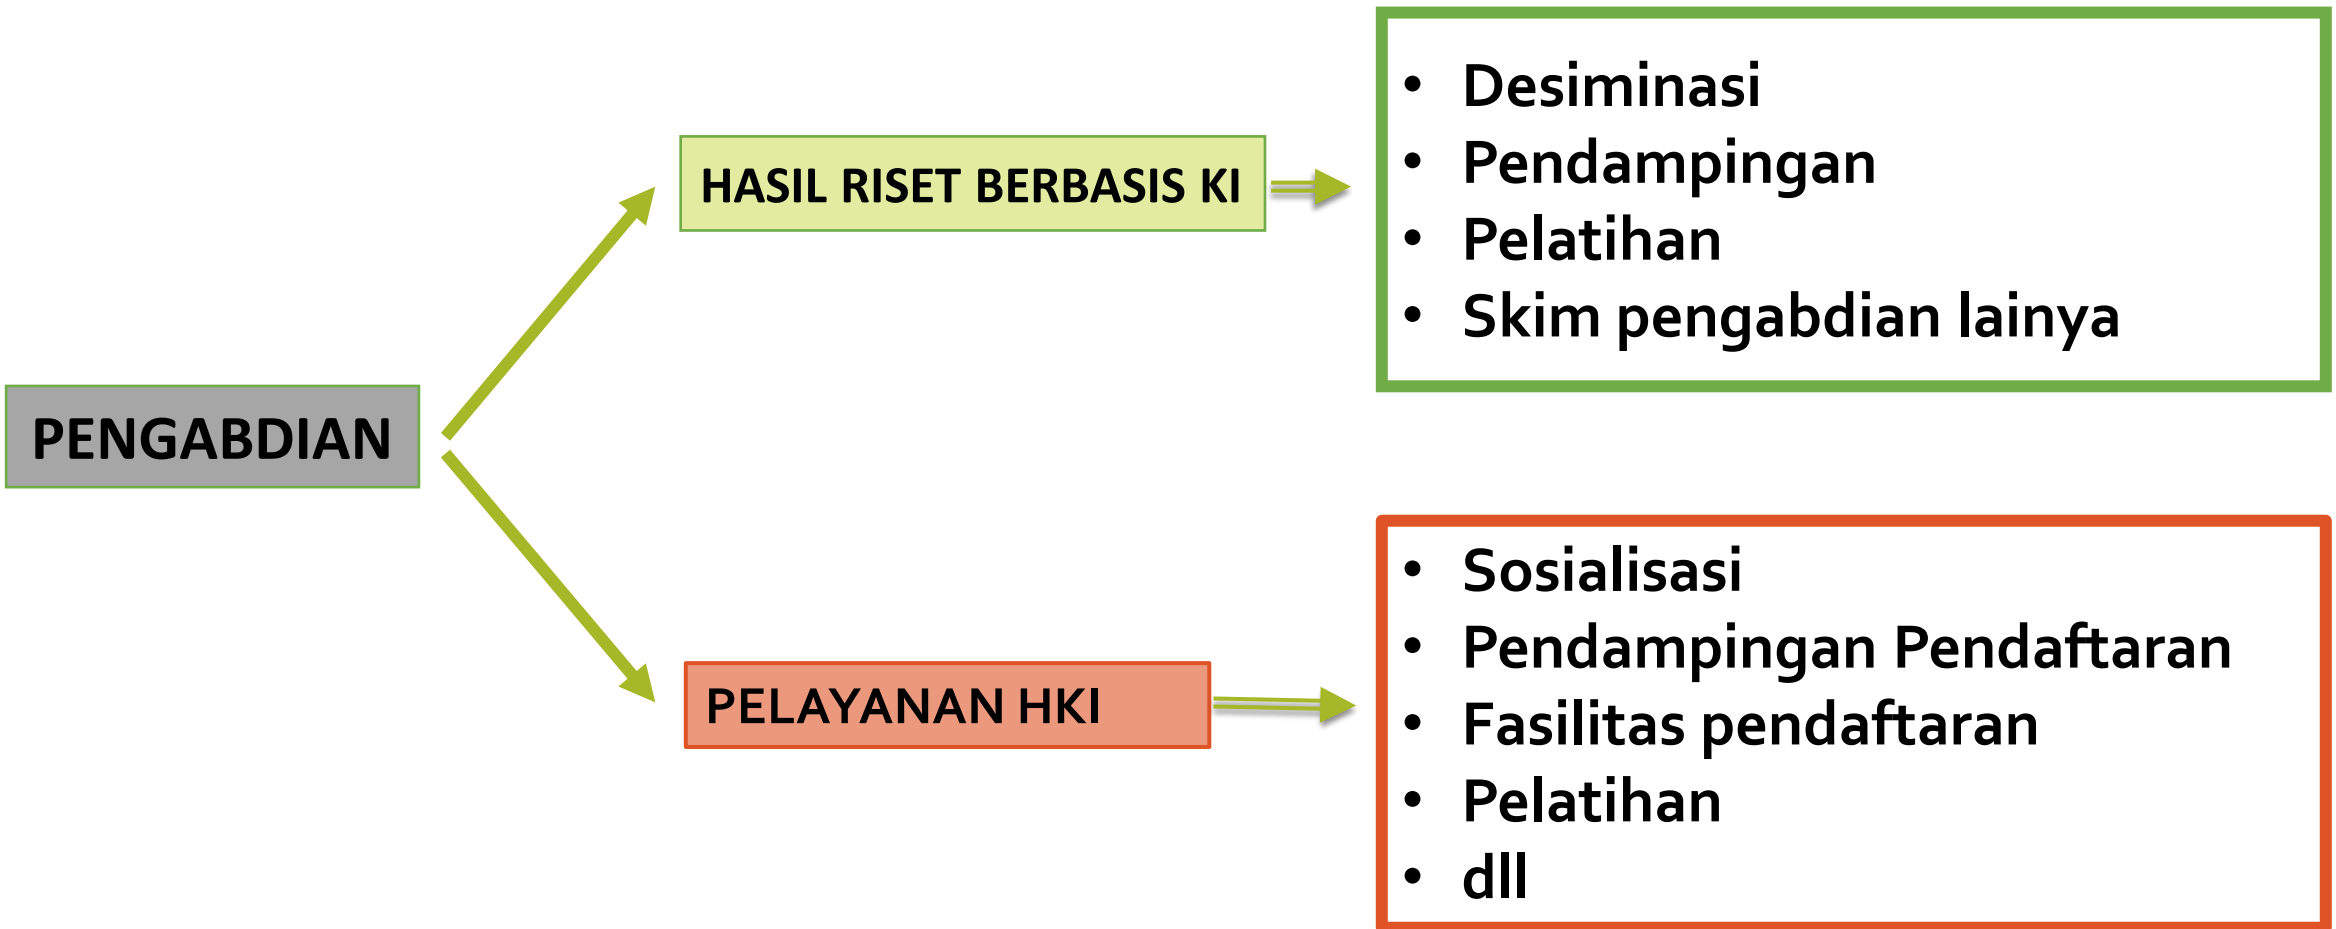 PENGABDIAN
HASIL RISET BERBASIS KI
• Desiminasi
• Pendampingan
• Pelatihan
• Skim pengabdian lainya
PELAYANAN HKI
• Sosialisasi
• Pendampingan Pendaftaran
• Fasilitas pendaftaran
• Pelatihan
• dll